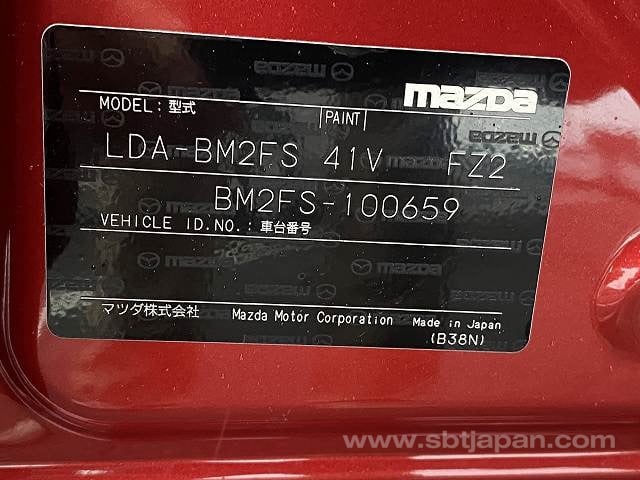 mazda
MODEL : 型式 |PAINT|
LDA-BM2FS 41V FZ2
BM2FS-100659
VEHICLE ID.NO. : 車台番号
マツダ株式会社 Mazda Motor Corporation Made in Japan
(B38N)
www.sbtjapan.com